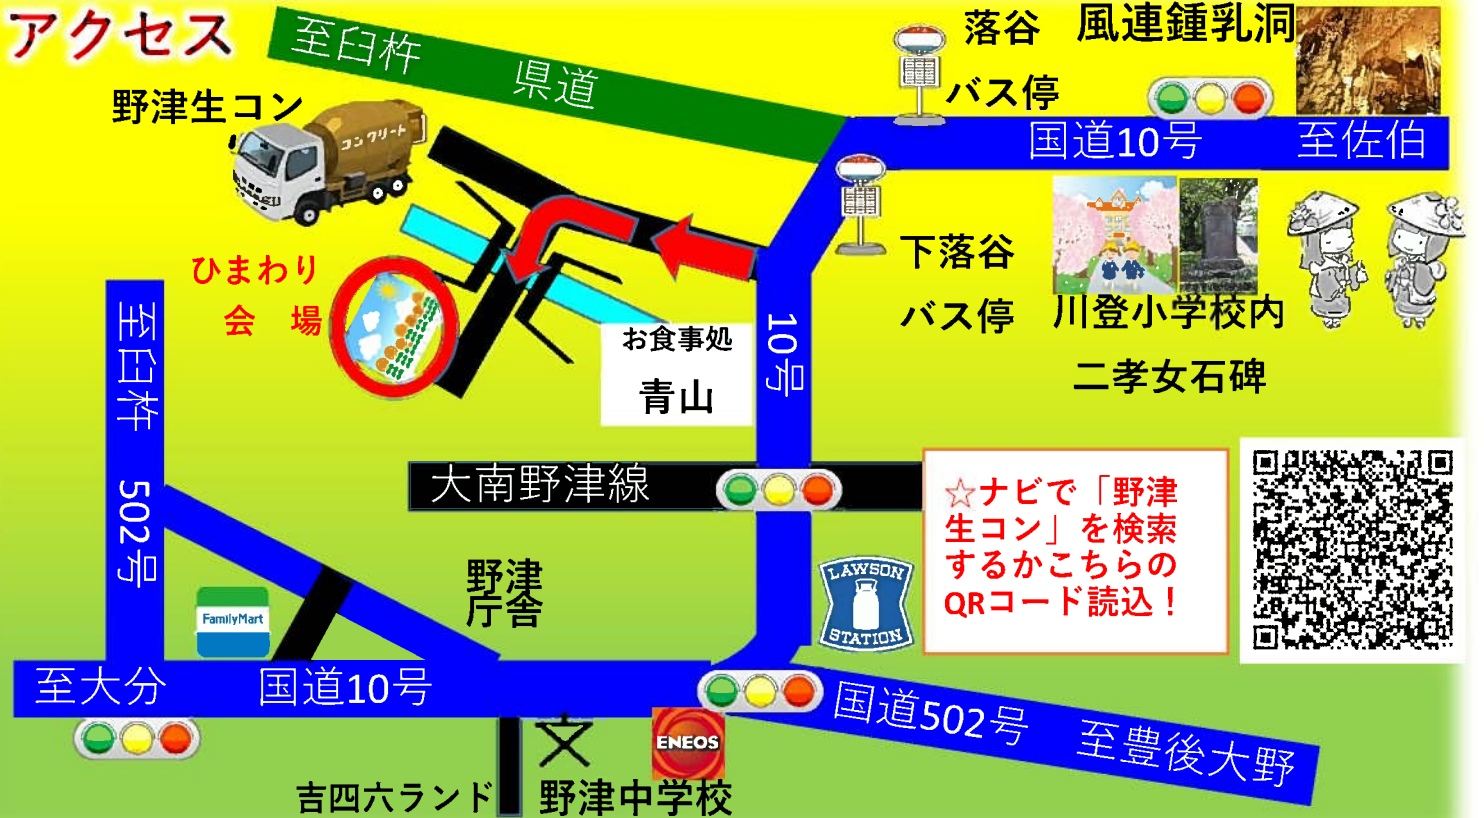 アクセス
至臼杵　県道
落谷
バス停
風連鍾乳洞
野津生コン
コンクリート
国道10号　至佐伯
下落谷
バス停
川登小学校内
二孝女石碑
ひまわり
会　場
お食事処
青山
10号
至臼杵　502号
大南野津線
☆ナビで「野津
生コン」を検索
するかこちらの
QRコード読込！
野津
庁舎
LAWSON
STATION
FamilyMart
至大分　国道10号
国道502号　至豊後大野
文
ENEOS
吉四六ランド
野津中学校